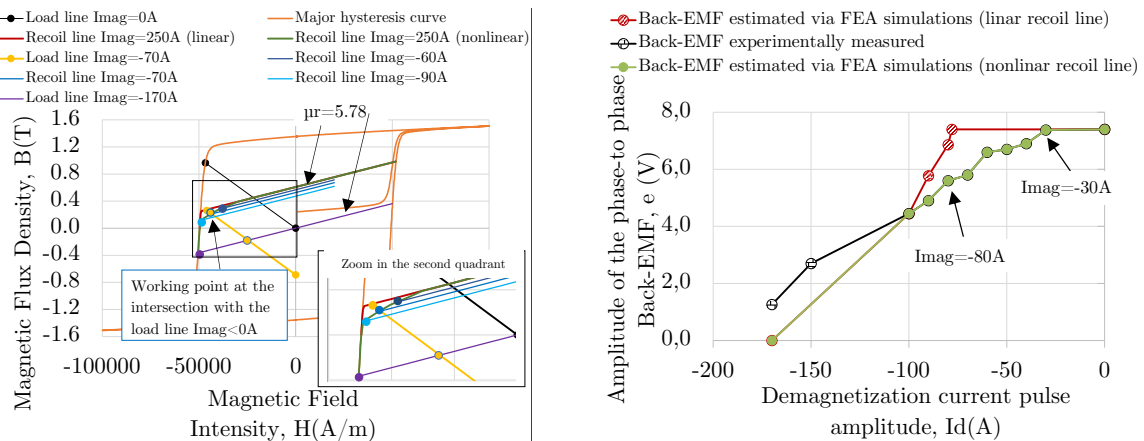 Load line Imag=0A
Major hysteresis curve
Recoil line Imag=250A (linear)
Recoil line Imag=250A (nonlinear)
Load line Imag=-70A
Recoil line Imag=-60A
Recoil line Imag=-70A
Recoil line Imag=-90A
Load line Imag=-170A
Magnetic Flux Density, B(T)
1.6
1.2
0.8
0.4
0.0
-0.4
-0.8
-1.2
-1.6
µr=5.78
Working point at the
intersection with the
load line Imag<0A
Zoom in the second quadrant
-100000
-50000
0
Magnetic Field
Intensity, H(A/m)
Back-EMF estimated via FEA simulations (linar recoil line)
Back-EMF experimentally measured
Back-EMF estimated via FEA simulations (nonlinar recoil line)
Amplitude of the phase-to phase
Back-EMF, e (V)
8,0
6,0
4,0
2,0
0,0
Imag=-30A
Imag=-80A
-200
-150
-100
-50
0
Demagnetization current pulse
amplitude, Id(A)